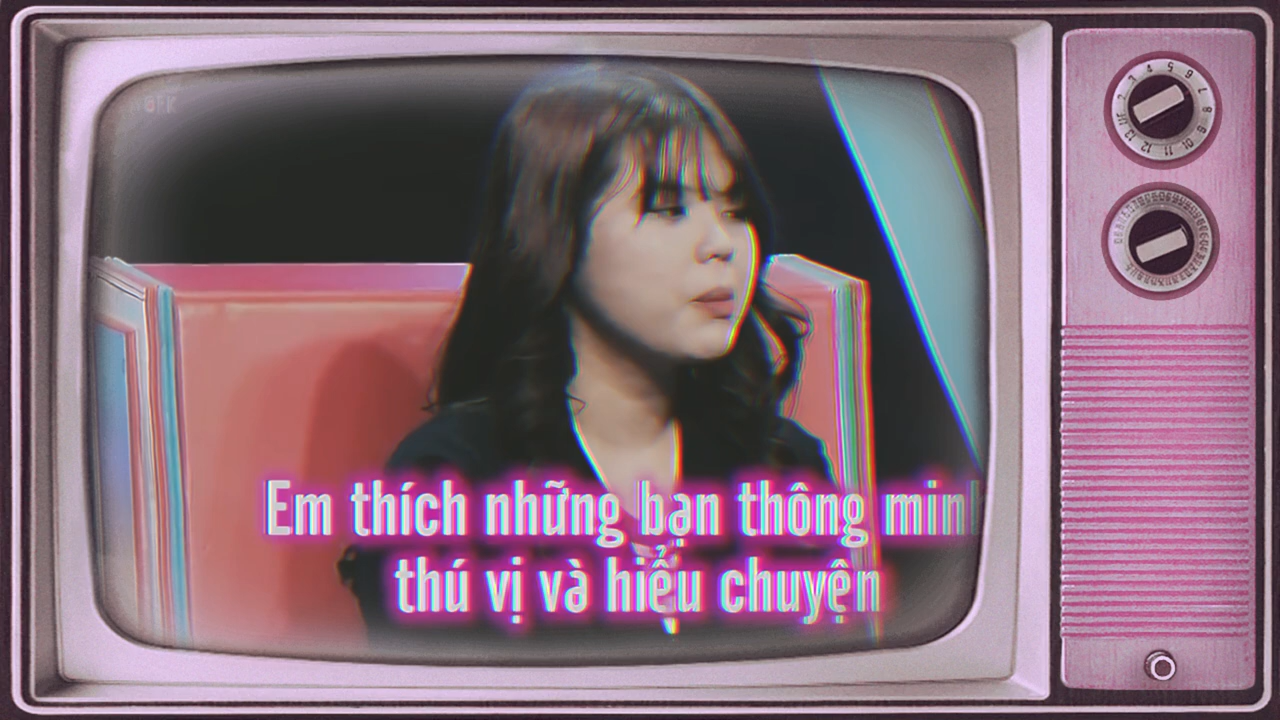 Em thích những bạn thông minh
thú vị và hiểu chuyện